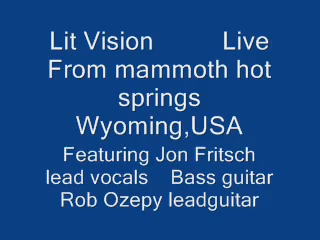 Lit Vision Live
From mammoth hot
springs
Wyoming,USA
Featuring Jon Fritsch
lead vocals Bass guitar
Rob Ozepy leadguitar